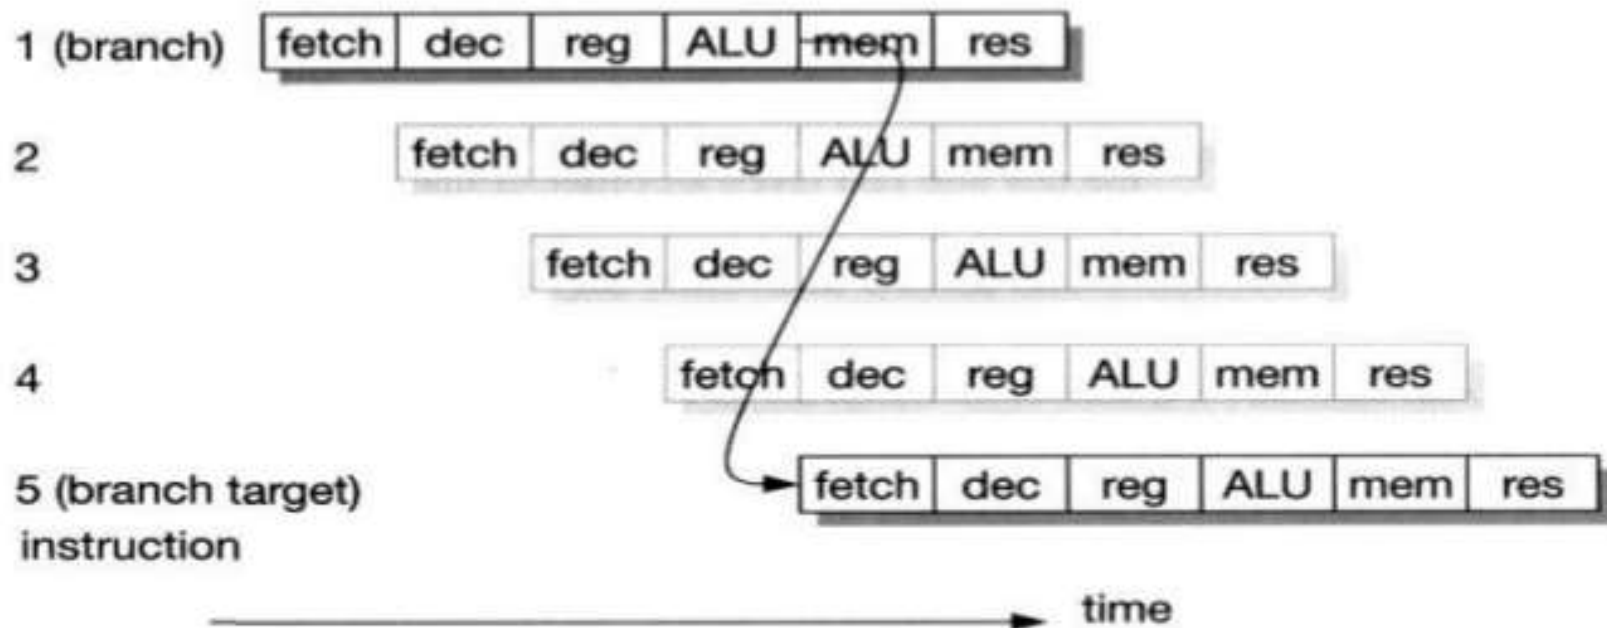 1 (branch) fetch dec reg ALU mem res
2 fetch dec reg ALU mem res
3 fetch dec reg ALU mem res
4 fetch dec reg ALU mem res
5 (branch target) fetch dec reg ALU mem res
instruction
time